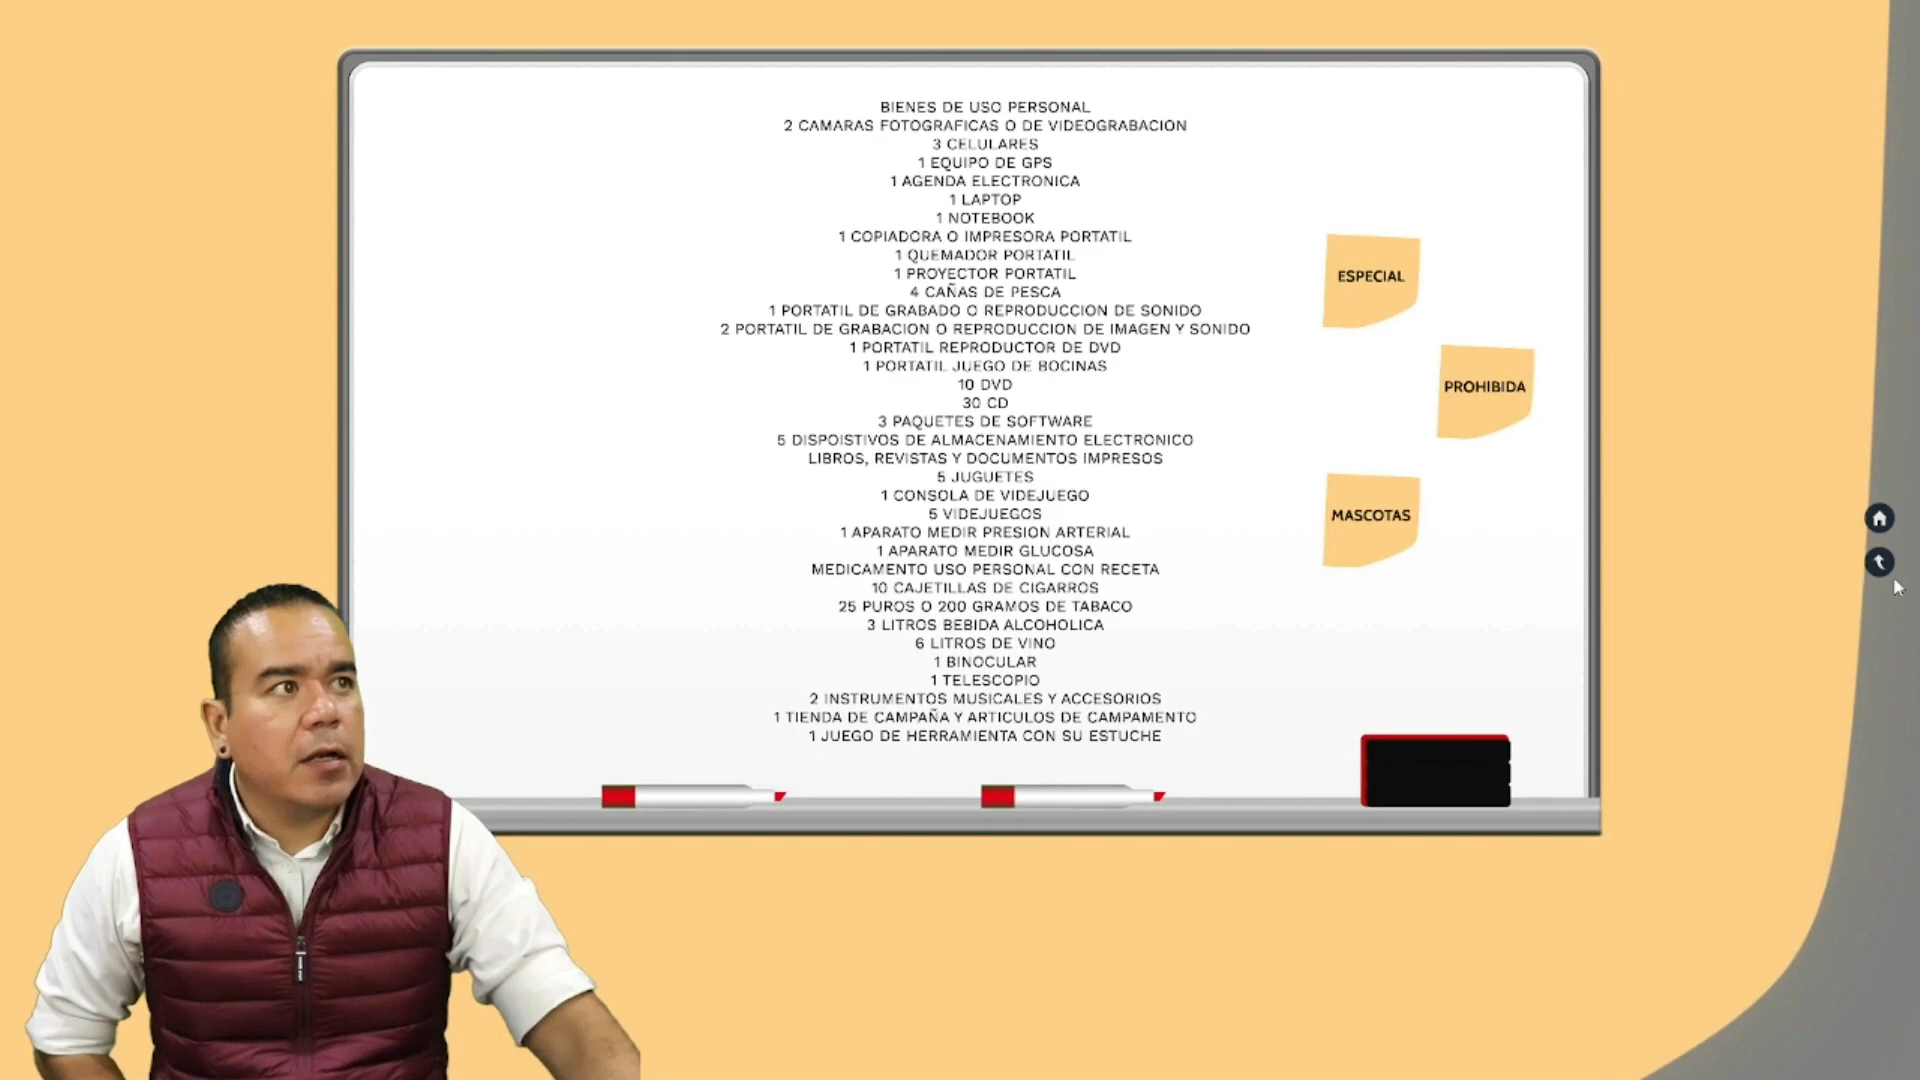 BIENES DE USO PERSONAL
2 CAMARAS FOTOGRAFICAS O DE VIDEOGRABACION
3 CELULARES
1 EQUIPO DE GPS
1 AGENDA ELECTRONICA
1 LAPTOP
1 NOTEBOOK
1 COPIADORA O IMPRESORA PORTATIL
1 QUEMADOR PORTATIL
1 PROYECTOR PORTATIL
4 CAÑAS DE PESCA
1 PORTATIL DE GRABADO O REPRODUCCION DE SONIDO
2 PORTATIL DE GRABACION O REPRODUCCION DE IMAGEN Y SONIDO
1 PORTATIL REPRODUCTOR DE DVD
1 PORTATIL JUEGO DE BOCINAS
10 DVD
30 CD
3 PAQUETES DE SOFTWARE
5 DISPOISTIVOS DE ALMACENAMIENTO ELECTRONICO
LIBROS, REVISTAS Y DOCUMENTOS IMPRESOS
5 JUGUETES
1 CONSOLA DE VIDEJUEGO
5 VIDEJUEGOS
1 APARATO MEDIR PRESION ARTERIAL
1 APARATO MEDIR GLUCOSA
MEDICAMENTO USO PERSONAL CON RECETA
10 CAJETILLAS DE CIGARROS
25 PUROS O 200 GRAMOS DE TABACO
3 LITROS BEBIDA ALCOHOLICA
6 LITROS DE VINO
1 BINOCULAR
1 TELESCOPIO
2 INSTRUMENTOS MUSICALES Y ACCESORIOS
1 TIENDA DE CAMPAÑA Y ARTICULOS DE CAMPAMENTO
1 JUEGO DE HERRAMIENTA CON SU ESTUCHE
ESPECIAL
PROHIBIDA
MASCOTAS